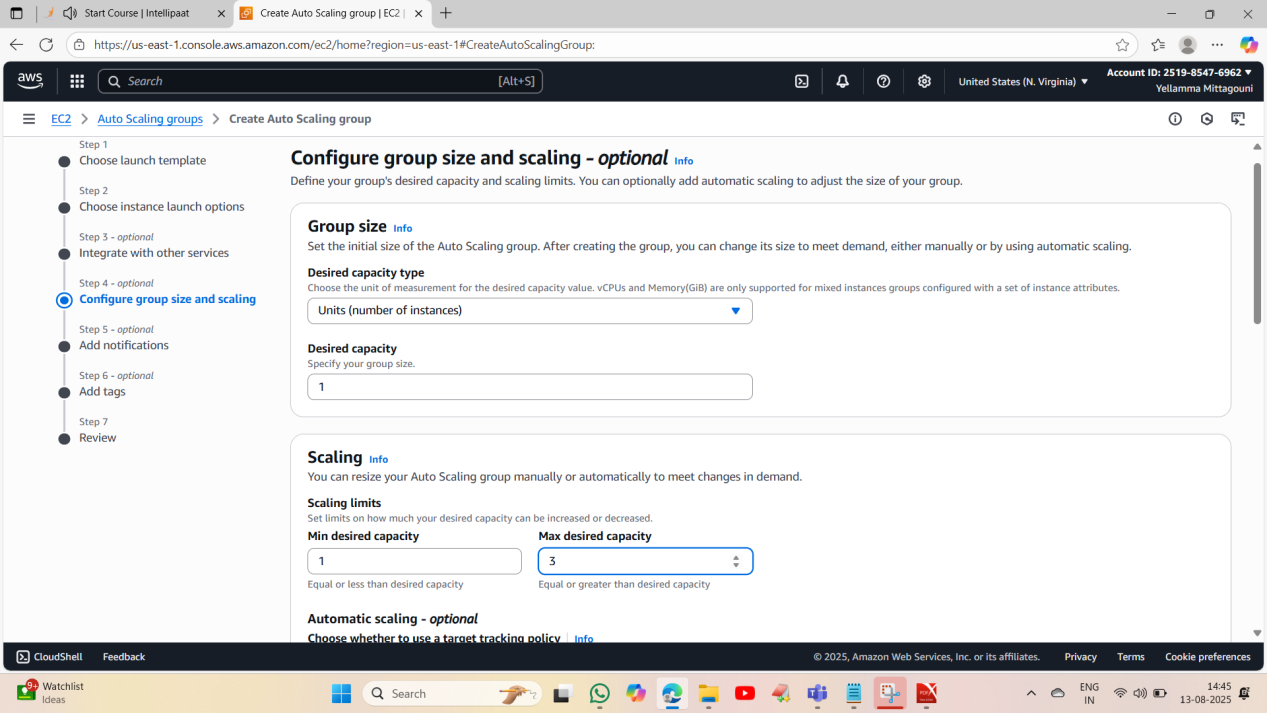 Start Course | Intellipaat
Create Auto Scaling group | EC2 |
https://us-east-1.console.aws.amazon.com/ec2/home?region=us-east-1#CreateAutoScalingGroup:
aws
Search
[Alt+S]
United States (N. Virginia)
Account ID: 2519-8547-6962
Yellamma Mittagouni
EC2
Auto Scaling groups
Create Auto Scaling group
Step 1
Choose launch template
Step 2
Choose instance launch options
Step 3 - optional
Integrate with other services
Step 4 - optional
Configure group size and scaling
Step 5 - optional
Add notifications
Step 6 - optional
Add tags
Step 7
Review
Configure group size and scaling - optional Info
Define your group's desired capacity and scaling limits. You can optionally add automatic scaling to adjust the size of your group.
Group size Info
Set the initial size of the Auto Scaling group. After creating the group, you can change its size to meet demand, either manually or by using automatic scaling.
Desired capacity type
Choose the unit of measurement for the desired capacity value. vCPUs and Memory(GiB) are only supported for mixed instances groups configured with a set of instance attributes.
Units (number of instances)
Desired capacity
Specify your group size.
1
Scaling Info
You can resize your Auto Scaling group manually or automatically to meet changes in demand.
Scaling limits
Set limits on how much your desired capacity can be increased or decreased.
Min desired capacity
Max desired capacity
1
3
Equal or less than desired capacity
Equal or greater than desired capacity
Automatic scaling - optional
Choose whether to use a target tracking policy Info
CloudShell
Feedback
© 2025, Amazon Web Services, Inc. or its affiliates.
Privacy
Terms
Cookie preferences
9+
Watchlist
Ideas
Search
ENG
IN
14:45
13-08-2025